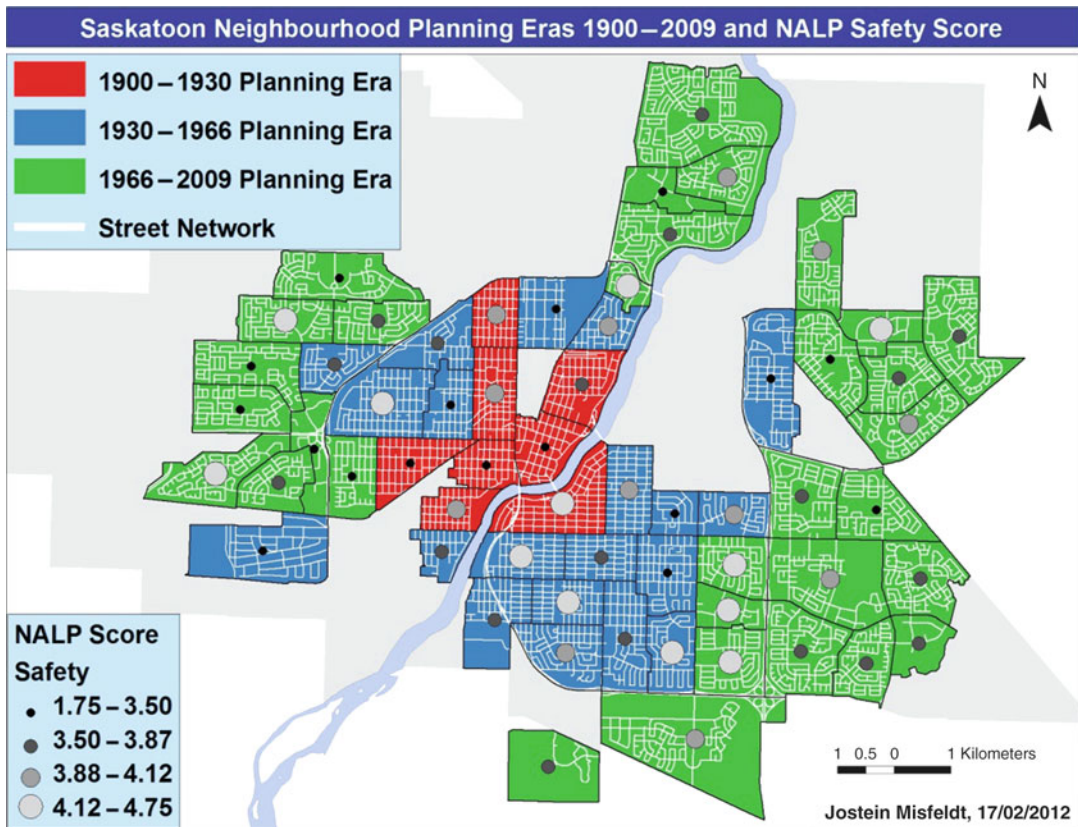 Saskatoon Neighbourhood Planning Eras 1900–2009 and NALP Safety Score
1900–1930 Planning Era
1930–1966 Planning Era
1966–2009 Planning Era
Street Network
N
NALP Score
Safety
1.75–3.50
3.50–3.87
3.88–4.12
4.12–4.75
1 0.5 0 1 Kilometers
Jostein Misfeldt, 17/02/2012